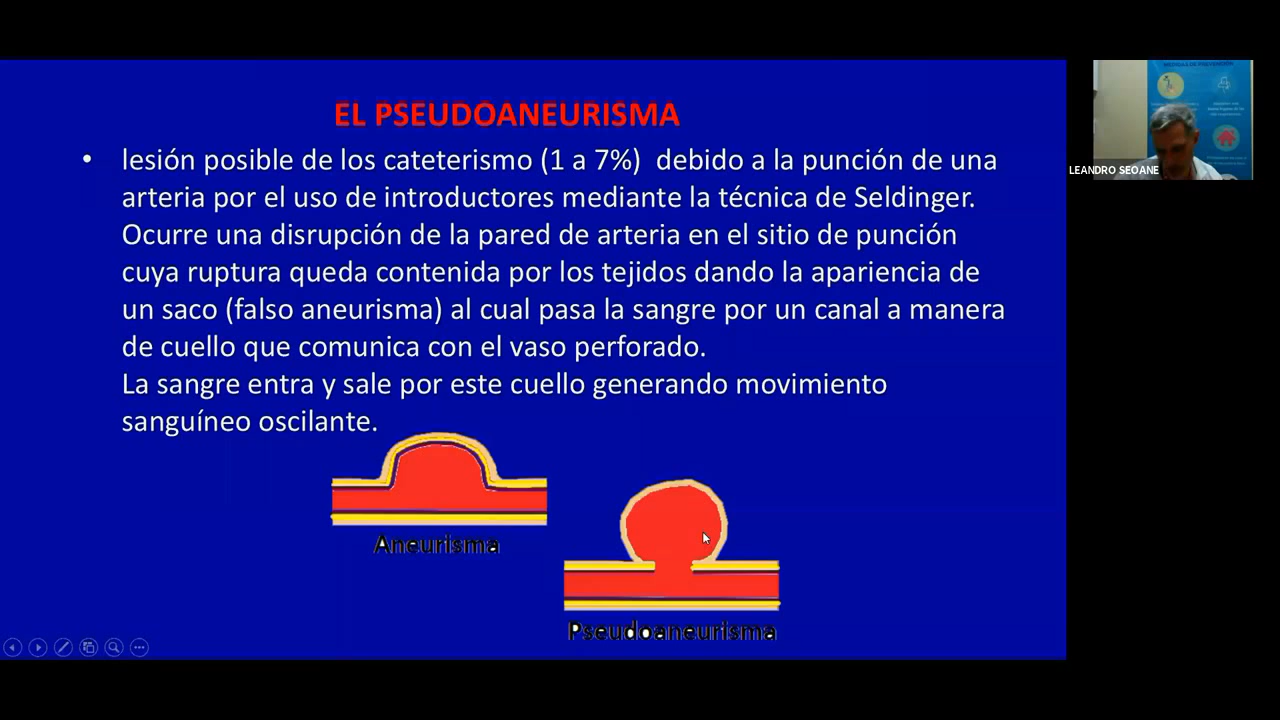 EL PSEUDOANEURISMA
• lesión posible de los cateterismo (1 a 7%) debido a la punción de una
arteria por el uso de introductores mediante la técnica de Seldinger.
Ocurre una disrupción de la pared de arteria en el sitio de punción
cuya ruptura queda contenida por los tejidos dando la apariencia de
un saco (falso aneurisma) al cual pasa la sangre por un canal a manera
de cuello que comunica con el vaso perforado.
La sangre entra y sale por este cuello generando movimiento
sanguíneo oscilante.
Aneurisma
Pseudoaneurisma
MEDIDAS DE PREVENCIÓN
LEANDRO SEOANE